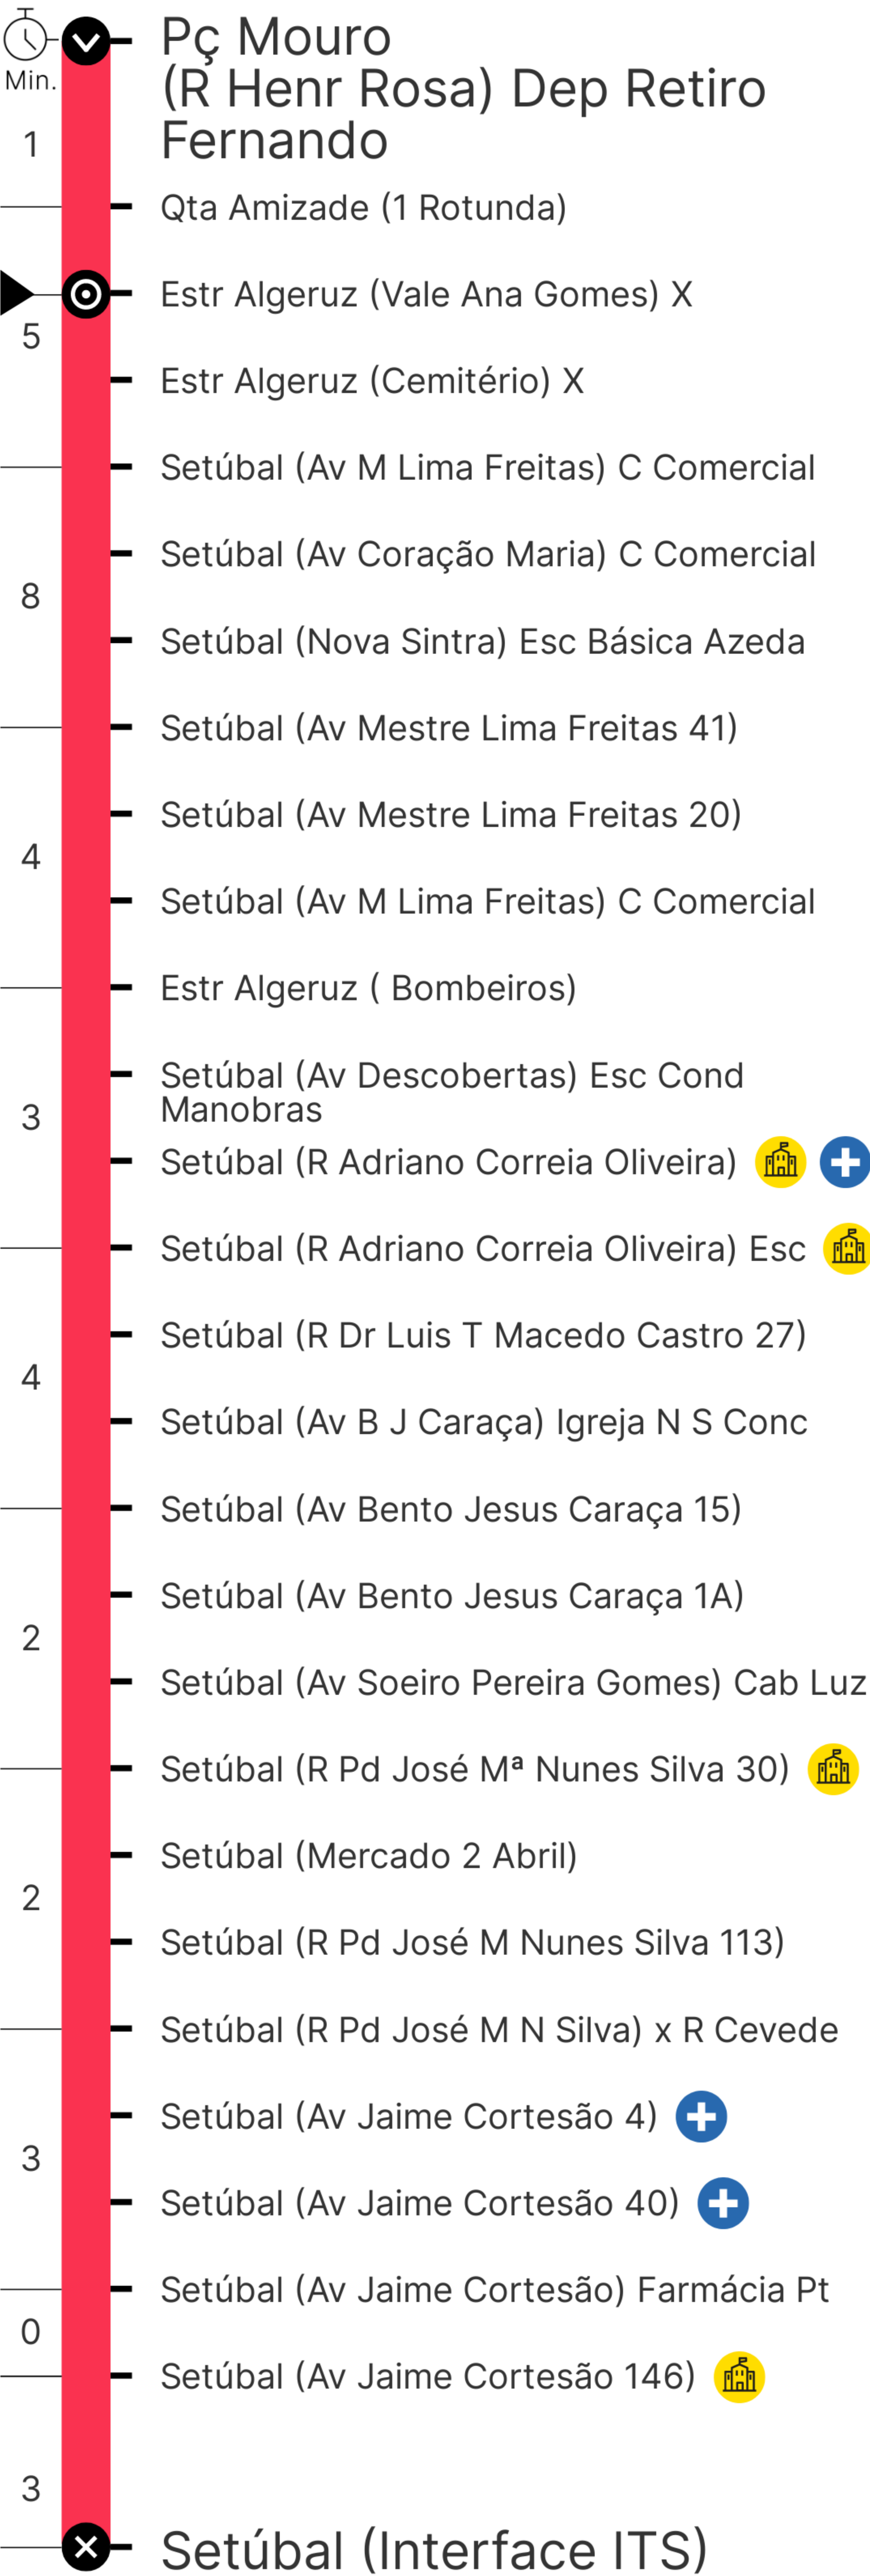 Pç Mouro
Min.
(R Henr Rosa) Dep Retiro
1
Fernando
Qta Amizade (1 Rotunda)
Estr Algeruz (Vale Ana Gomes) X
5
Estr Algeruz (Cemitério) X
Setúbal (Av M Lima Freitas) C Comercial
Setúbal (Av Coração Maria) C Comercial
8
Setúbal (Nova Sintra) Esc Básica Azeda
Setúbal (Av Mestre Lima Freitas 41)
Setúbal (Av Mestre Lima Freitas 20)
4
Setúbal (Av M Lima Freitas) C Comercial
Estr Algeruz ( Bombeiros)
Setúbal (Av Descobertas) Esc Cond
Manobras
3
Setúbal (R Adriano Correia Oliveira)
Setúbal (R Adriano Correia Oliveira) Esc
Setúbal (R Dr Luis T Macedo Castro 27)
4
Setúbal (Av B J Caraça) Igreja N S Conc
Setúbal (Av Bento Jesus Caraça 15)
Setúbal (Av Bento Jesus Caraça 1A)
2
Setúbal (Av Soeiro Pereira Gomes) Cab Luz
Setúbal (R Pd José Mª Nunes Silva 30)
Setúbal (Mercado 2 Abril)
2
Setúbal (R Pd José M Nunes Silva 113)
Setúbal (R Pd José M N Silva) x R Cevede
Setúbal (Av Jaime Cortesão 4)
3
Setúbal (Av Jaime Cortesão 40)
Setúbal (Av Jaime Cortesão) Farmácia Pt
0
Setúbal (Av Jaime Cortesão 146)
3
Setúbal (Interface ITS)